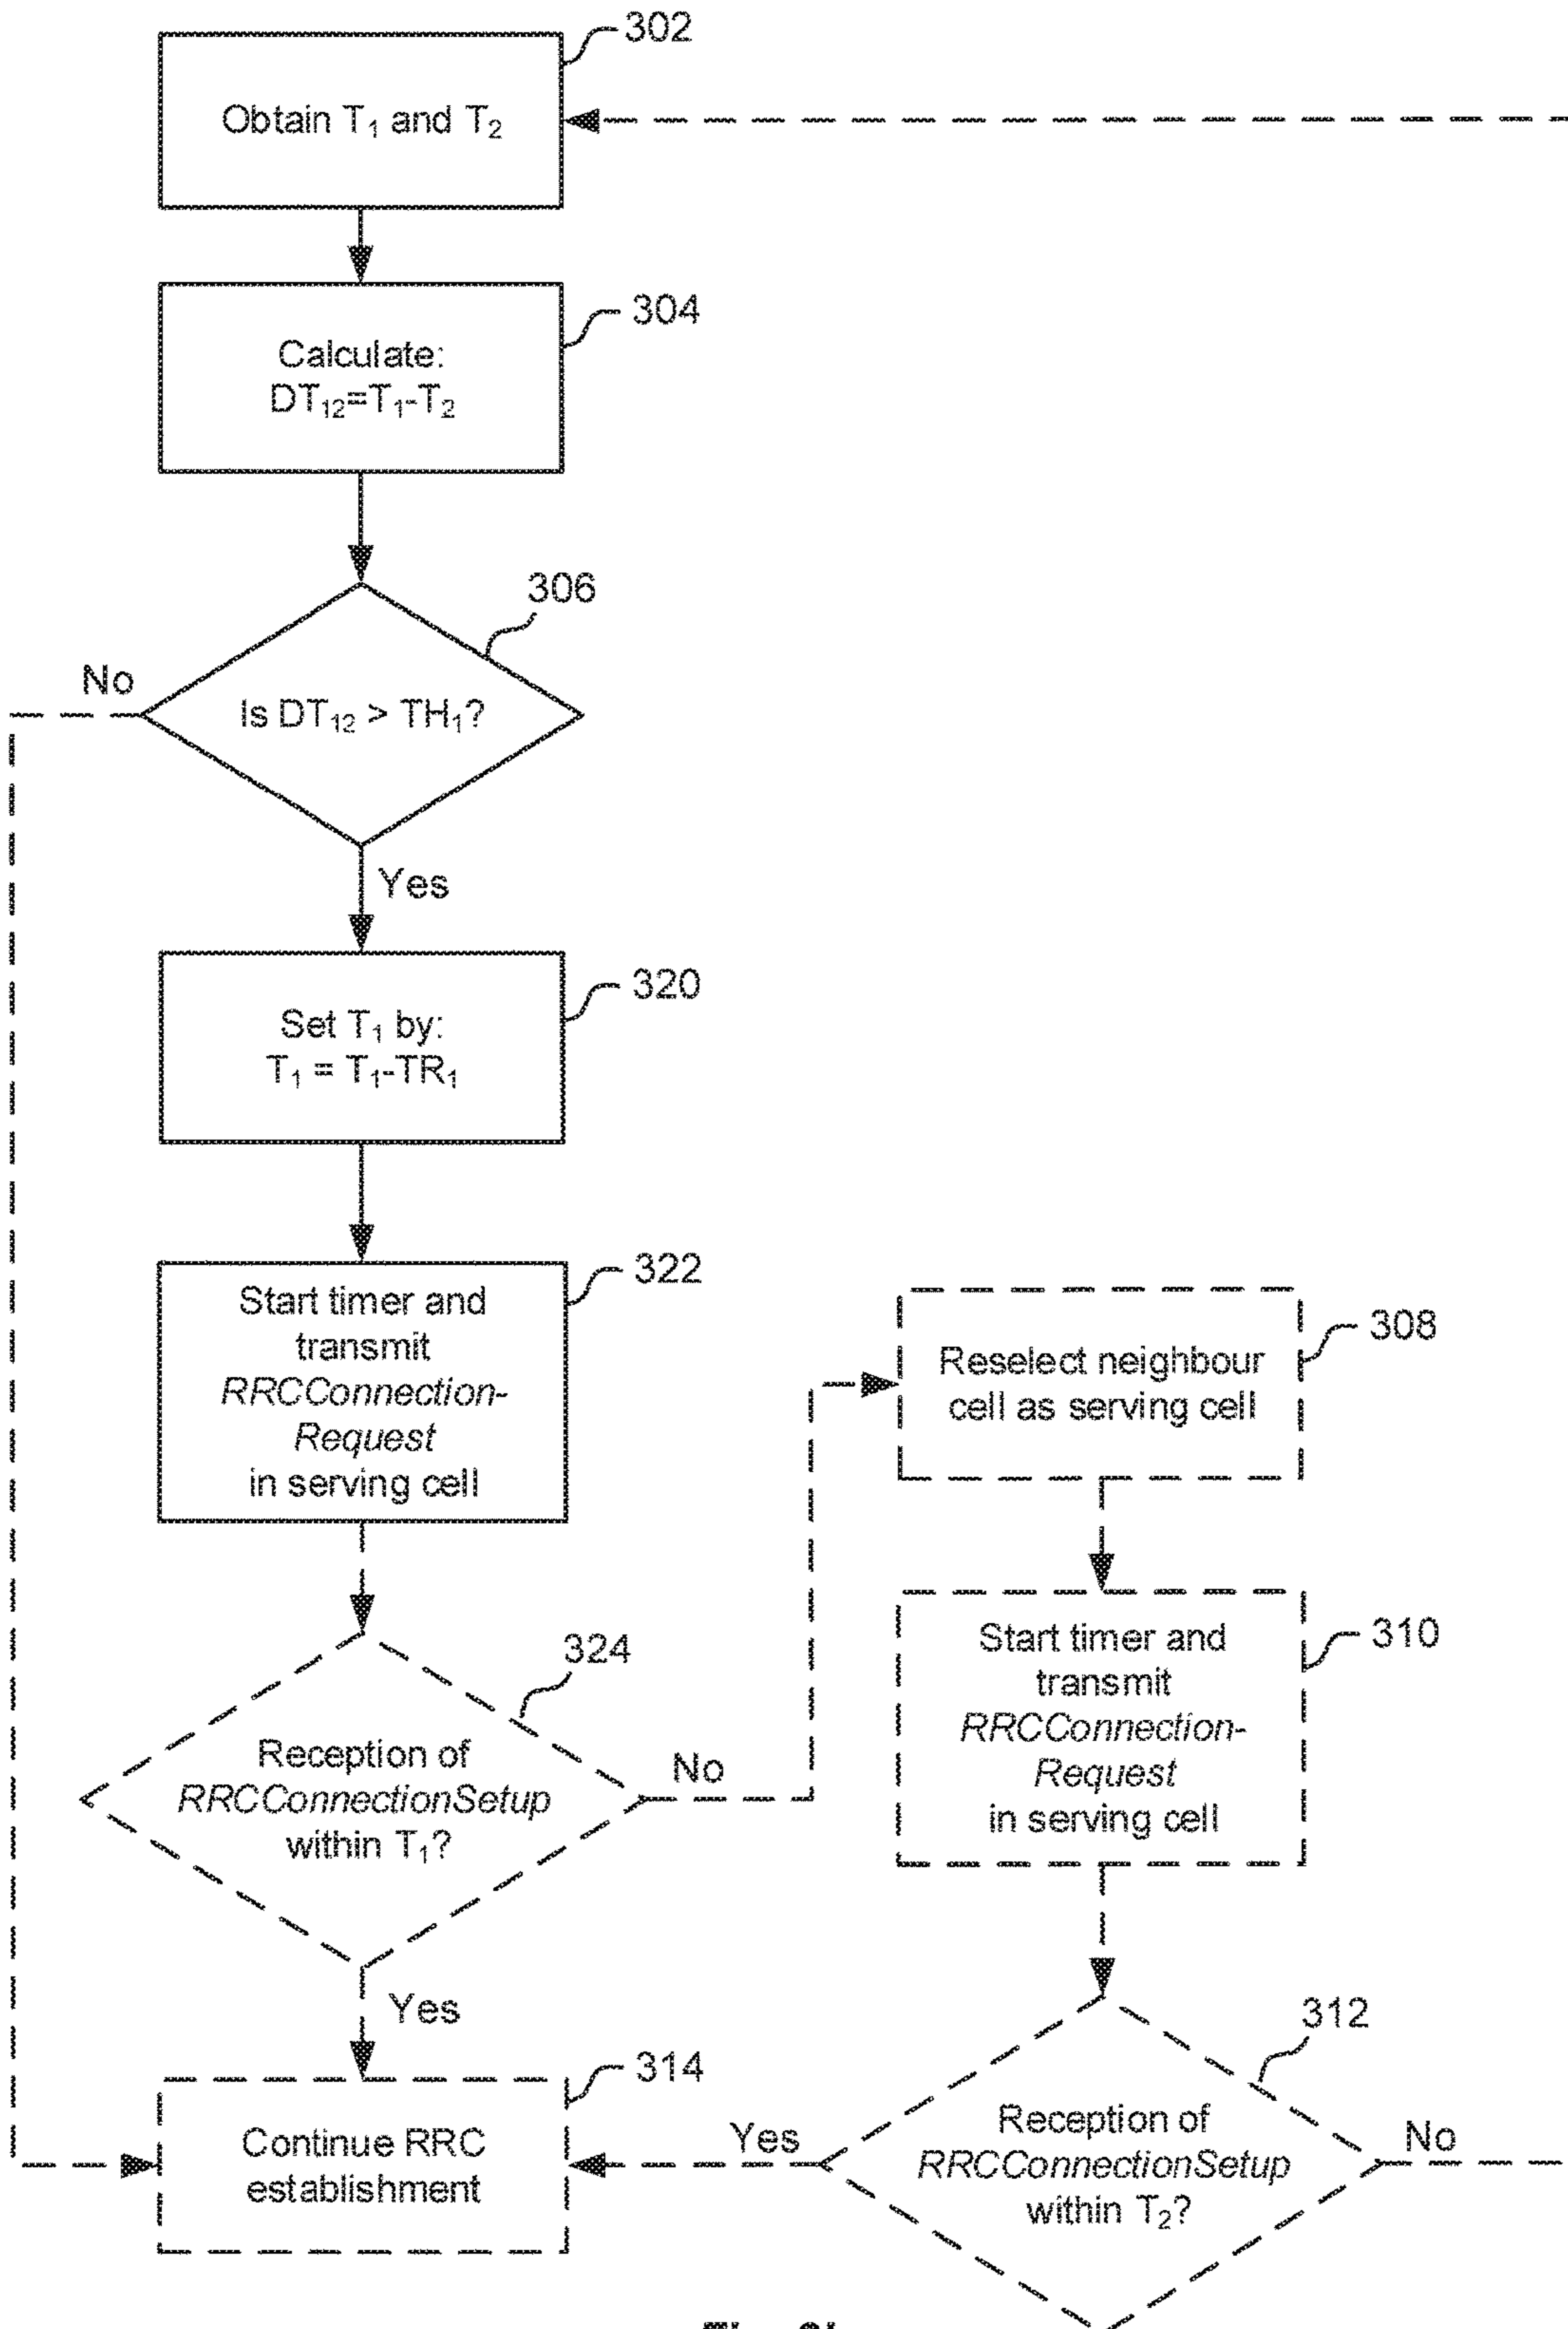 302
Obtain T₁ and T₂
304
Calculate:
DT₁₂=T₁-T₂
306
No
Is DT₁₂ > TH₁?
Yes
320
Set T₁ by:
T₁ = T₁-TR₁
322
Start timer and
transmit
RRCConnection-
Request
in serving cell
308
Reselect neighbour
cell as serving cell
310
Start timer and
transmit
RRCConnection-
Request
in serving cell
324
Reception of
RRCConnectionSetup
within T₁?
No
Yes
312
Reception of
RRCConnectionSetup
within T₂?
Yes
No
314
Continue RRC
establishment